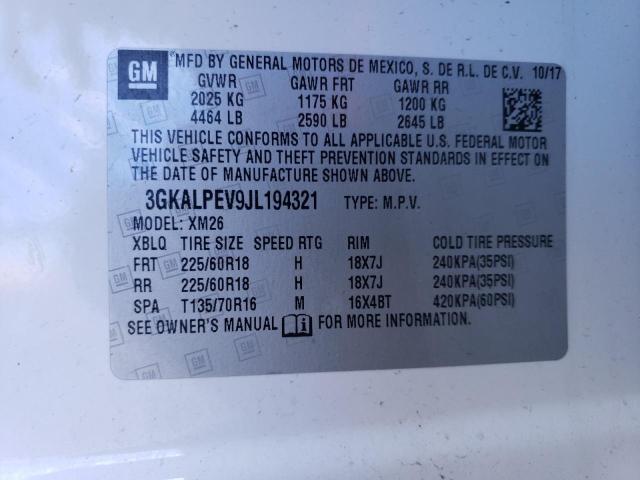 GM
MFD BY GENERAL MOTORS DE MEXICO, S. DE R.L. DE C.V. 10/17
GVWR GAWR FRT GAWR RR
2025 KG 1175 KG 1200 KG
4464 LB 2590 LB 2645 LB
THIS VEHICLE CONFORMS TO ALL APPLICABLE U.S. FEDERAL MOTOR
VEHICLE SAFETY AND THEFT PREVENTION STANDARDS IN EFFECT ON
THE DATE OF MANUFACTURE SHOWN ABOVE.
3GKALPEV9JL194321 TYPE: M.P.V.
MODEL: XM26
XBLQ TIRE SIZE SPEED RTG RIM COLD TIRE PRESSURE
FRT 225/60R18 H 18X7J 240KPA(35PSI)
RR 225/60R18 H 18X7J 240KPA(35PSI)
SPA T135/70R16 M 16X4BT 420KPA(60PSI)
SEE OWNER'S MANUAL FOR MORE INFORMATION.